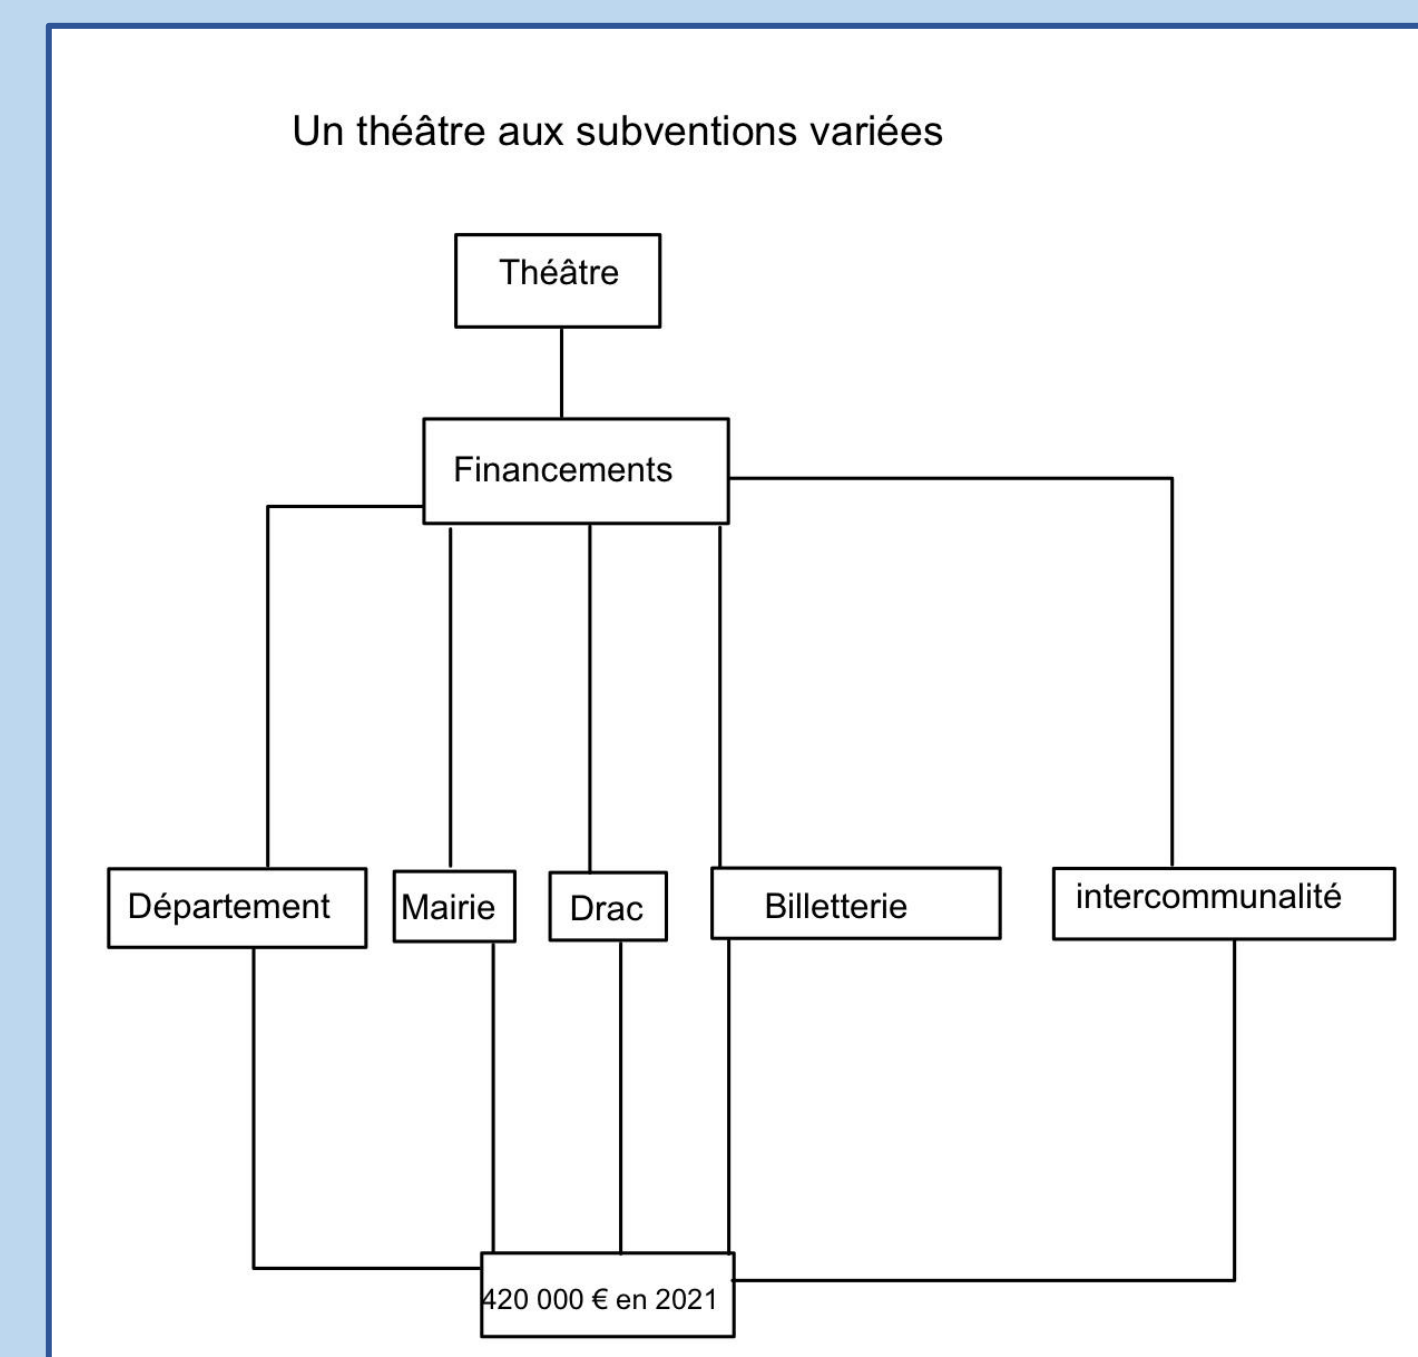 Un théâtre aux subventions variées
Théâtre
Financements
Département
Mairie
Drac
Billetterie
intercommunalité
420 000 € en 2021